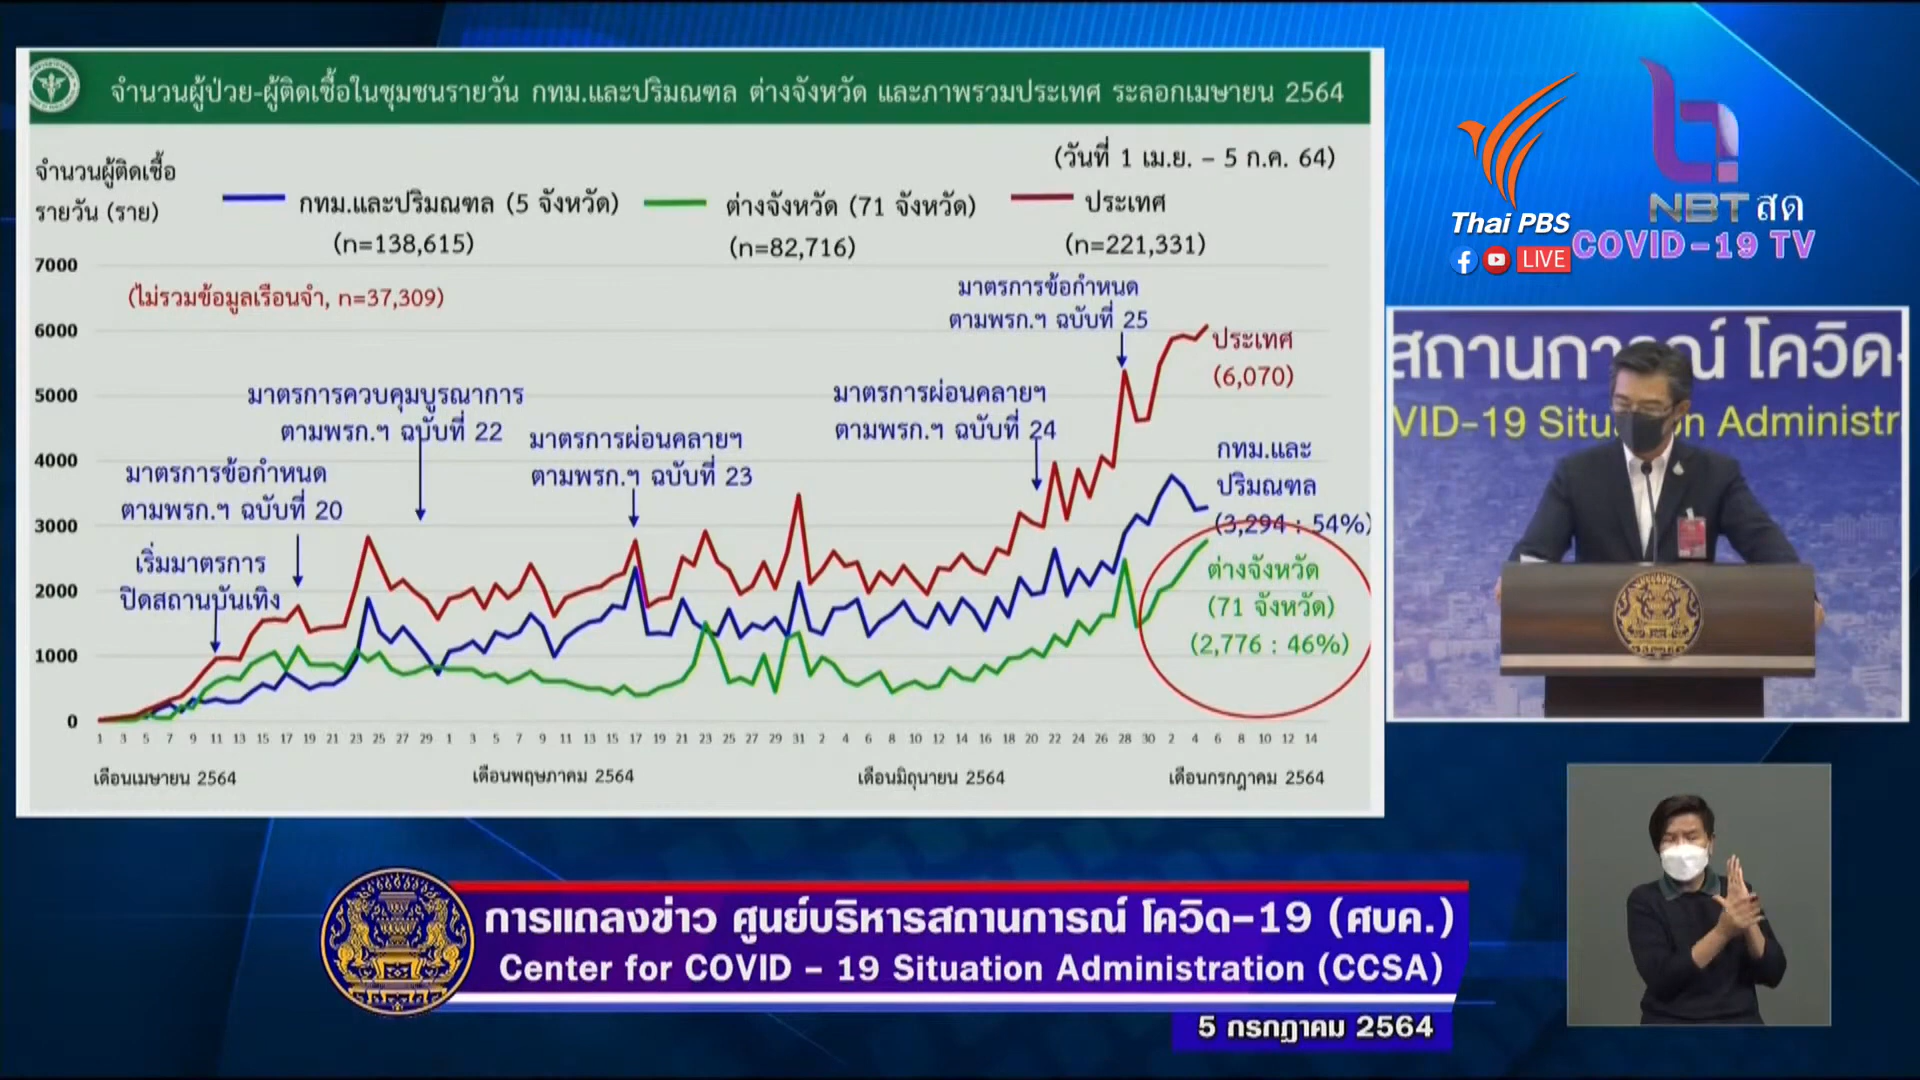 จำนวนผู้ป่วย-ผู้ติดเชื้อในชุมชนรายวัน กทม.และปริมณฑล ต่างจังหวัด และภาพรวมประเทศ ระลอกเมษายน 2564
(วันที่ 1 เม.ย. – 5 ก.ค. 64)
จำนวนผู้ติดเชื้อ
รายวัน (ราย)
กทม.และปริมณฑล (5 จังหวัด)
(n=138,615)
ต่างจังหวัด (71 จังหวัด)
(n=82,716)
ประเทศ
(n=221,331)
(ไม่รวมข้อมูลเรือนจำ, n=37,309)
7000
6000
5000
4000
3000
2000
1000
0
เริ่มมาตรการ
ปิดสถานบันเทิง
มาตรการข้อกำหนด
ตามพรก.ฯ ฉบับที่ 20
มาตรการควบคุมบูรณาการ
ตามพรก.ฯ ฉบับที่ 22
มาตรการผ่อนคลายฯ
ตามพรก.ฯ ฉบับที่ 23
มาตรการผ่อนคลายฯ
ตามพรก.ฯ ฉบับที่ 24
มาตรการข้อกำหนด
ตามพรก.ฯ ฉบับที่ 25
ประเทศ
(6,070)
กทม.และ
ปริมณฑล
(3,294 : 54%)
ต่างจังหวัด
(71 จังหวัด)
(2,776 : 46%)
1 3 5 7 9 11 13 15 17 19 21 23 25 27 29 1 3 5 7 9 11 13 15 17 19 21 23 25 27 29 31 2 4 6 8 10 12 14 16 18 20 22 24 26 28 30 2 4 6 8 10 12 14
เดือนเมษายน 2564 เดือนพฤษภาคม 2564 เดือนมิถุนายน 2564 เดือนกรกฎาคม 2564
Thai PBS
LIVE
NBT สด
COVID-19 TV
สถานการณ์ โควิด-
VID-19 Situ n Administr
การแถลงข่าว ศูนย์บริหารสถานการณ์ โควิด-19 (ศบค.)
Center for COVID – 19 Situation Administration (CCSA)
5 กรกฎาคม 2564